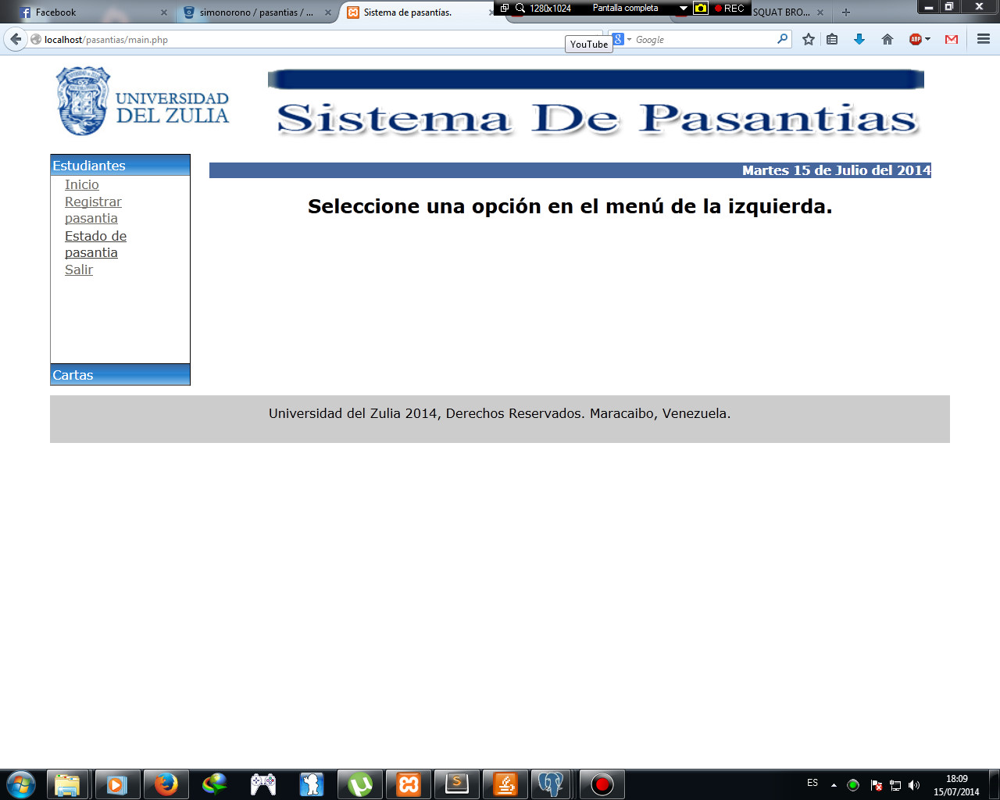 Facebook
simonorono / pasantias / ...
Sistema de pasantías.
1280x1024
Pantalla completa
REC
SQUAT BRO...
localhost/pasantias/main.php
Google
YouTube
ABP
UNIVERSIDAD
DEL ZULIA
Sistema De Pasantias
Estudiantes
Inicio
Registrar
pasantia
Estado de
pasantia
Salir
Cartas
Martes 15 de Julio del 2014
Seleccione una opción en el menú de la izquierda.
Universidad del Zulia 2014, Derechos Reservados. Maracaibo, Venezuela.
ES
18:09
15/07/2014